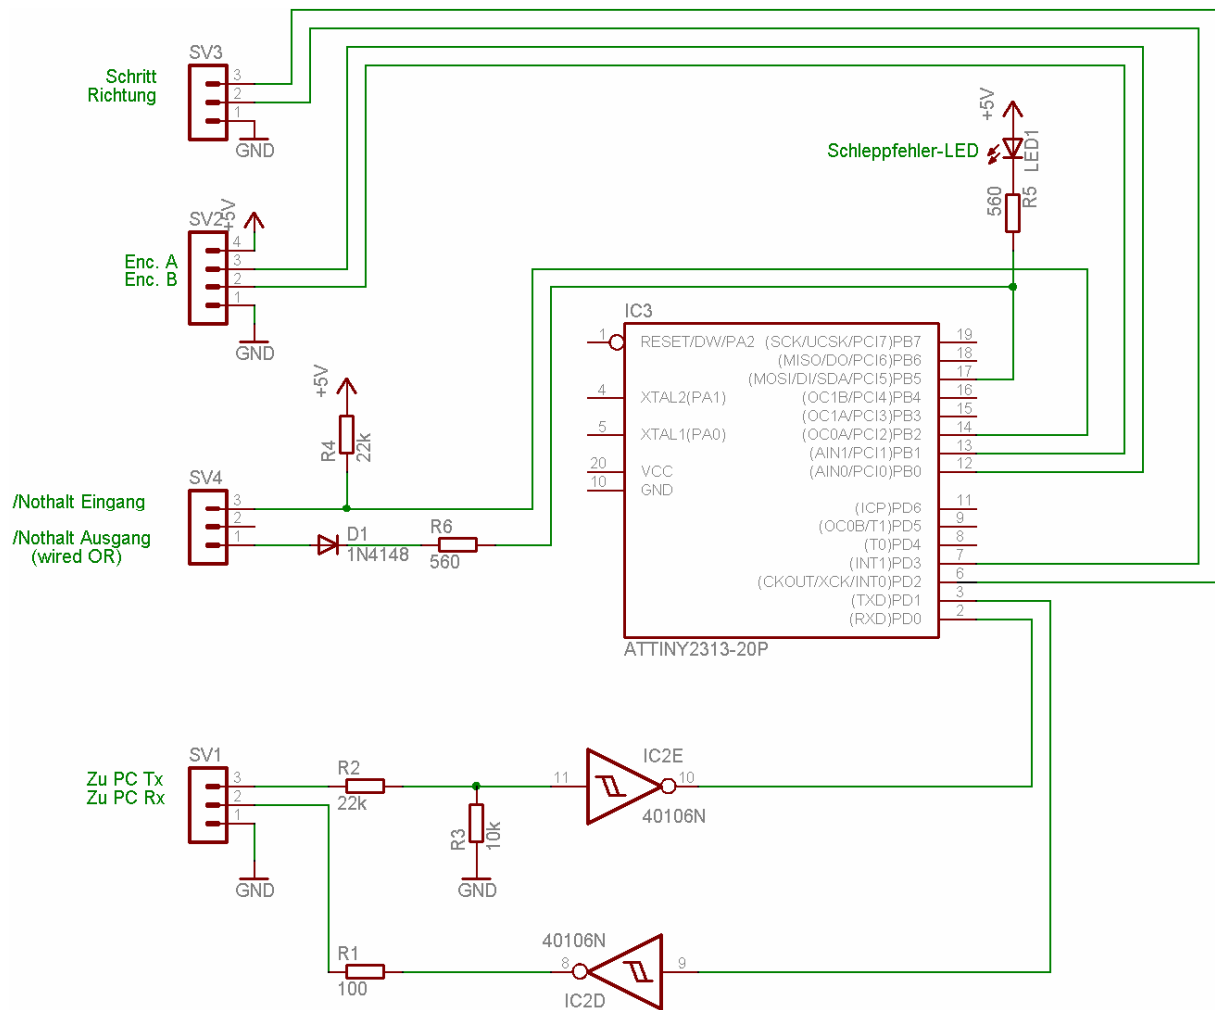 SV3
Schritt
Richtung
3
2
1
GND
+5V
Schleppfehler-LED
LED1
560
R5
SV2
+5V
Enc. A
Enc. B
4
3
2
1
GND
IC3
1
RESET/DW/PA2
4
XTAL2(PA1)
5
XTAL1(PA0)
20
VCC
10
GND
(SCK/UCSK/PCI7)PB7
19
(MISO/DO/PCI6)PB6
18
(MOSI/DI/SDA/PCI5)PB5
17
(OC1B/PCI4)PB4
16
(OC1A/PCI3)PB3
15
(OC0A/PCI2)PB2
14
(AIN1/PCI1)PB1
13
(AIN0/PCI0)PB0
12
(ICP)PD6
11
(OC0B/T1)PD5
9
(T0)PD4
8
(INT1)PD3
7
(CKOUT/XCK/INT0)PD2
6
(TXD)PD1
3
(RXD)PD0
2
ATTINY2313-20P
+5V
R4
22k
SV4
/Nothalt Eingang
/Nothalt Ausgang
(wired OR)
3
2
1
D1
1N4148
R6
560
SV1
Zu PC Tx
Zu PC Rx
3
2
1
GND
R2
22k
R3
10k
GND
11
IC2E
10
40106N
40106N
8
9
IC2D
R1
100